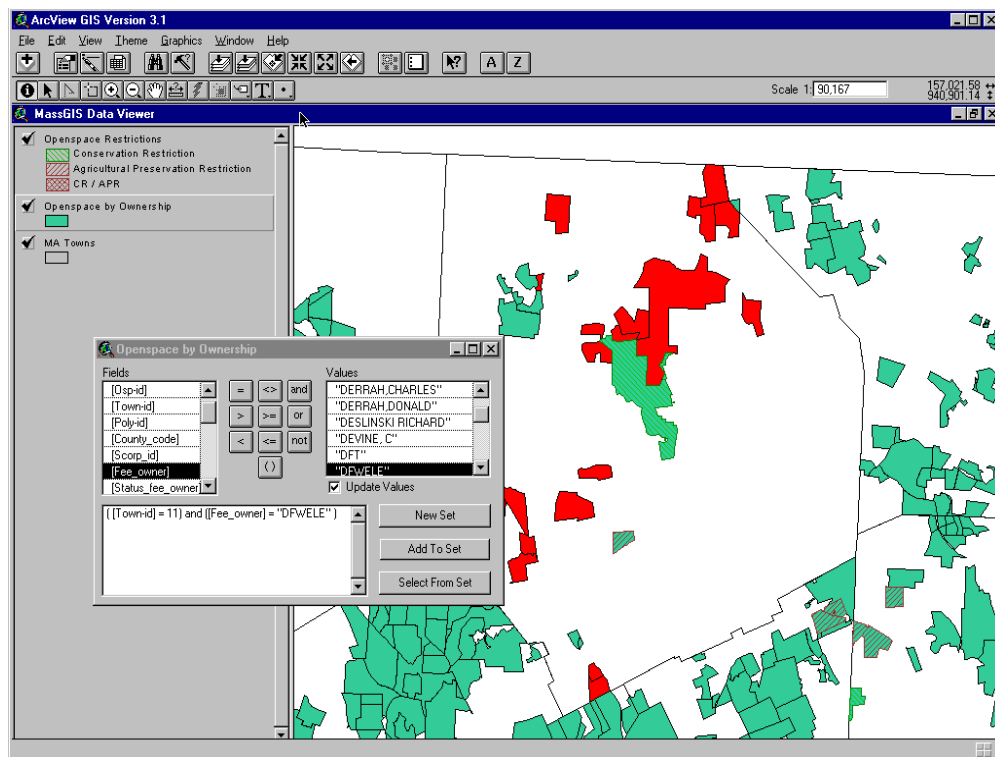 ArcView GIS Version 3.1
File Edit View Theme Graphics Window Help
A Z
T
Scale 1: 90,167
157,021.58
940,901.14
MassGIS Data Viewer
Openspace Restrictions
Conservation Restriction
Agricultural Preservation Restriction
CR / APR
Openspace by Ownership
MA Towns
Openspace by Ownership
Fields
Values
[Osp-id]
[Town-id]
[Poly-id]
[County_code]
[Scorp_id]
[Fee_owner]
[Status_fee_owner]
= <> and
> >= or
< <= not
( )
"DERRAH,CHARLES"
"DERRAH,DONALD"
"DESLINSKI RICHARD"
"DEVINE, C"
"DFT"
"DFWELE"
Update Values
( [Town-id] = 11) and ([Fee_owner] = "DFWELE" )
New Set
Add To Set
Select From Set